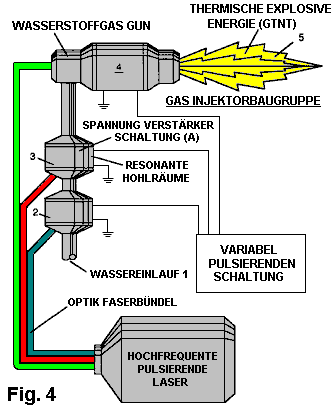 WASSERSTOFFGAS GUN
THERMISCHE EXPLOSIVE
ENERGIE (GTNT)
4
5
GAS INJEKTORBAUGRUPPE
SPANNUNG VERSTÄRKER
SCHALTUNG (A)
3
RESONANTE
HOHLRÄUME
2
VARIABEL
PULSIERENDEN
SCHALTUNG
WASSEREINLAUF 1
OPTIK FASERBÜNDEL
HOCHFREQUENTE
PULSIERENDE
LASER
Fig. 4